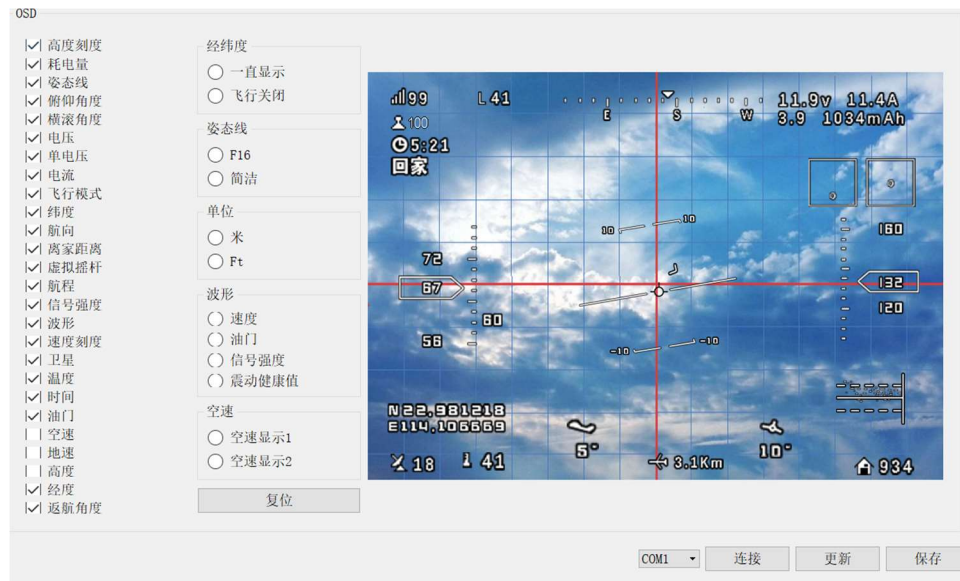 OSD
高度刻度
耗电量
姿态线
俯仰角度
横滚角度
电压
单电压
电流
飞行模式
纬度
航向
离家距离
虚拟摇杆
航程
信号强度
波形
速度刻度
卫星
温度
时间
油门
空速
地速
高度
经度
返航角度
经纬度
一直显示
飞行关闭
姿态线
F16
简洁
单位
米
Ft
波形
速度
油门
信号强度
震动健康值
空速
空速显示1
空速显示2
复位
99 L 41 E S W 11.9v 11.4A
100 3.9 1034mAh
5:21
回家
10 10
72 160
67 132
60 120
56 -10 -10
N22.981218
E114.106669
5° 10°
18 41 3.1Km 934
COM1 连接 更新 保存